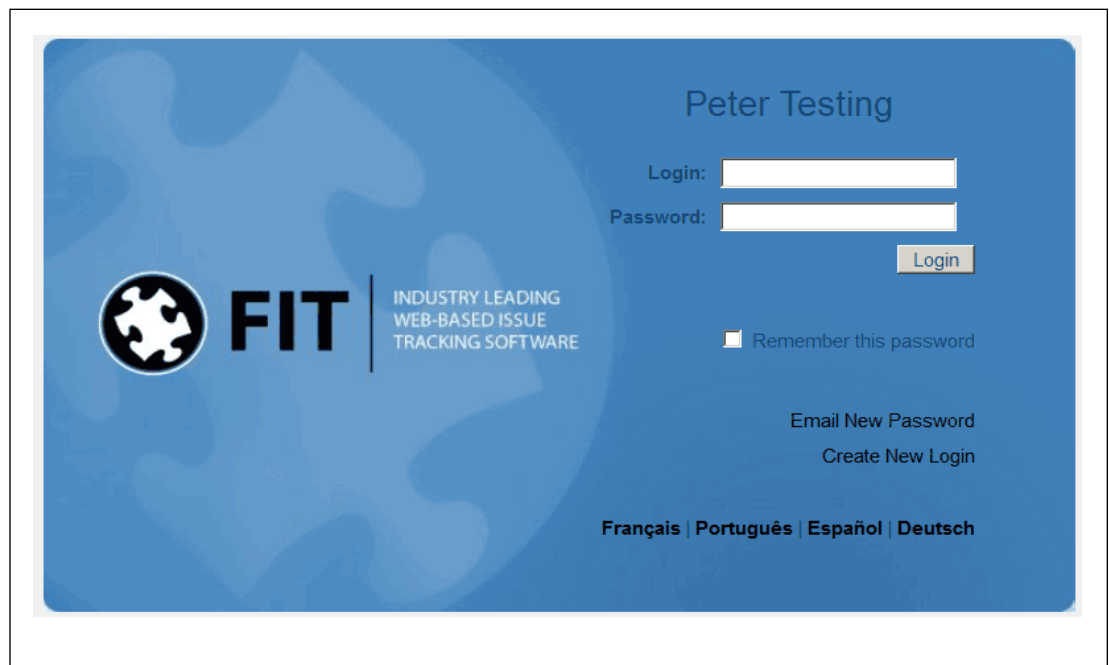 Peter Testing
Login:
Password:
Login
FIT
INDUSTRY LEADING
WEB-BASED ISSUE
TRACKING SOFTWARE
Remember this password
Email New Password
Create New Login
Français | Português | Español | Deutsch